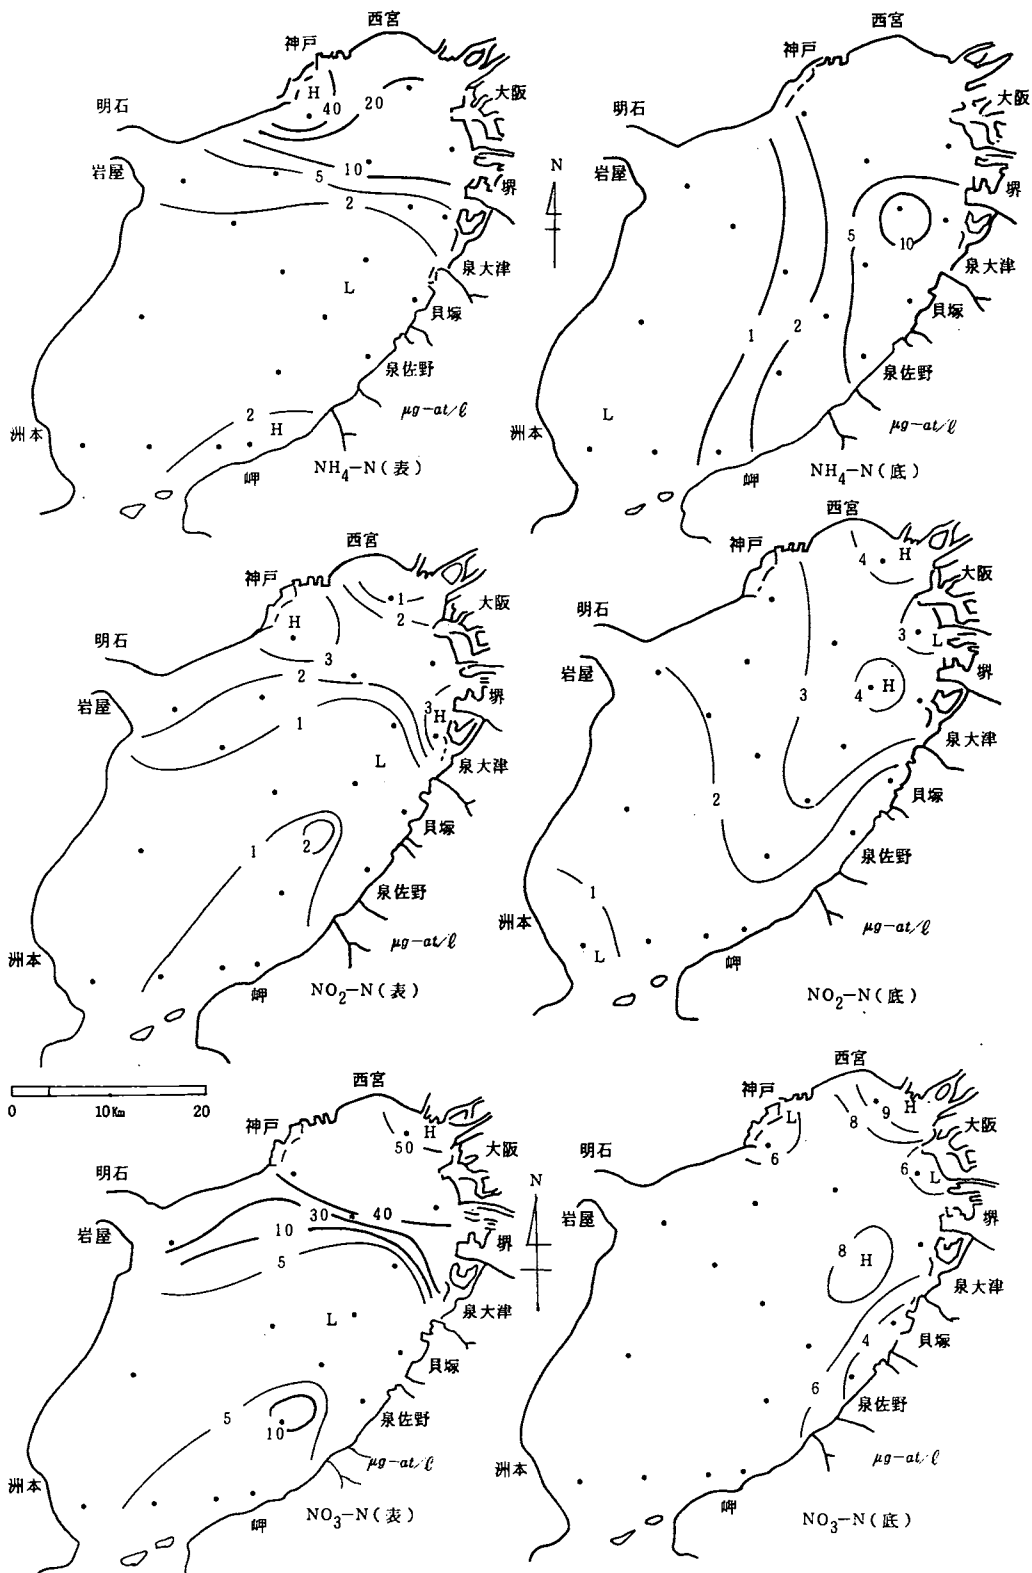 西宮
神戸
H
40
20
大阪
明石
岩屋
5
10
堺
2
泉大津
L
貝塚
泉佐野
2
H
μg-at/ℓ
洲本
岬
NH₄-N(表)
N
西宮
神戸
大阪
明石
岩屋
堺
5
10
泉大津
1
2
貝塚
泉佐野
L
μg-at/ℓ
洲本
岬
NH₄-N(底)
西宮
神戸
1
2
大阪
H
明石
3
2
岩屋
堺
3
H
1
L
泉大津
貝塚
1
2
泉佐野
洲本
μg-at/ℓ
岬
NO₂-N(表)
西宮
神戸
4
H
大阪
明石
3
L
岩屋
3
4
H
堺
泉大津
2
貝塚
泉佐野
1
洲本
L
μg-at/ℓ
岬
NO₂-N(底)
0
10Km
20
西宮
神戸
H
50
大阪
明石
30
40
岩屋
10
堺
5
泉大津
L
貝塚
5
10
泉佐野
μg-at/ℓ
洲本
岬
NO₃-N(表)
N
西宮
神戸
L
9
H
8
大阪
6
明石
6
L
岩屋
堺
8
H
泉大津
4
貝塚
6
泉佐野
μg-at/ℓ
洲本
岬
NO₃-N(底)